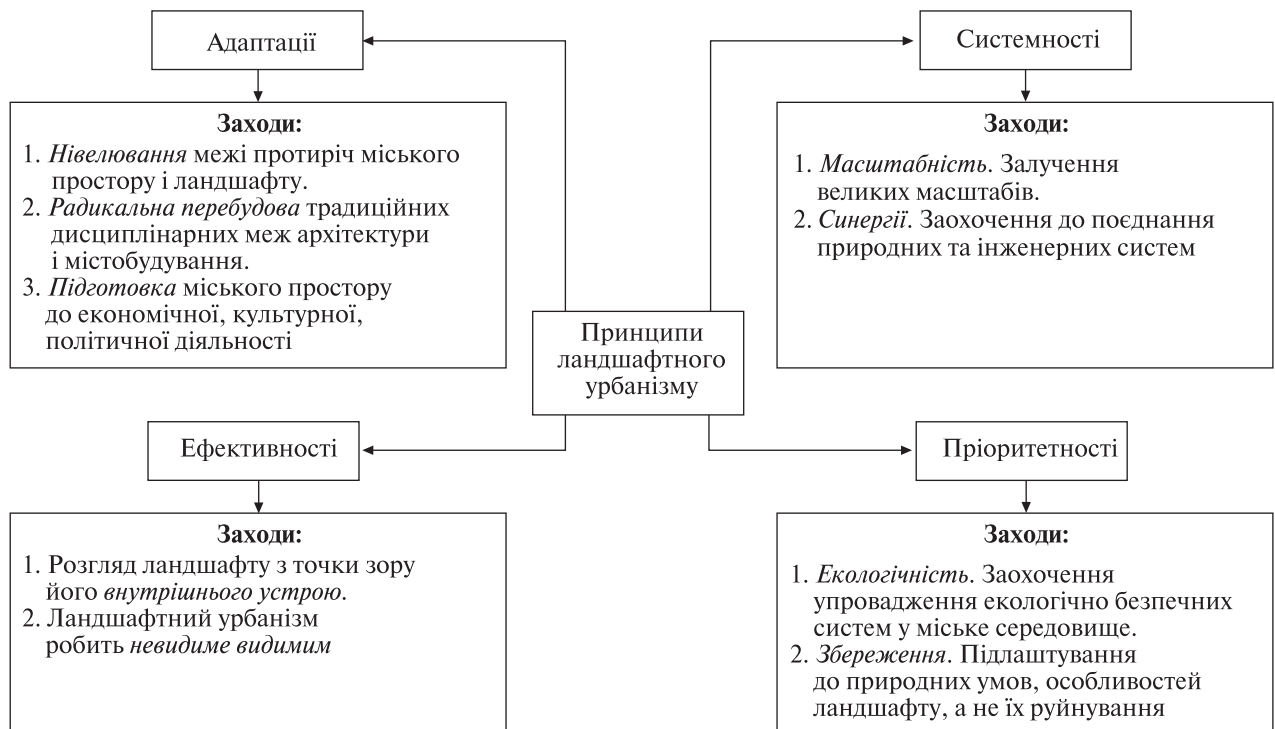 Адаптації
Заходи:
1. Нівелювання межі протиріч міського
простору і ландшафту.
2. Радикальна перебудова традиційних
дисциплінарних меж архітектури
і містобудування.
3. Підготовка міського простору
до економічної, культурної,
політичної діяльності
Системності
Заходи:
1. Масштабність. Залучення
великих масштабів.
2. Синергії. Заохочення до поєднання
природних та інженерних систем
Принципи
ландшафтного
урбанізму
Ефективності
Заходи:
1. Розгляд ландшафту з точки зору
його внутрішнього устрою.
2. Ландшафтний урбанізм
робить невидиме видимим
Пріоритетності
Заходи:
1. Екологічність. Заохочення
упровадження екологічно безпечних
систем у міське середовище.
2. Збереження. Підлаштування
до природних умов, особливостей
ландшафту, а не їх руйнування